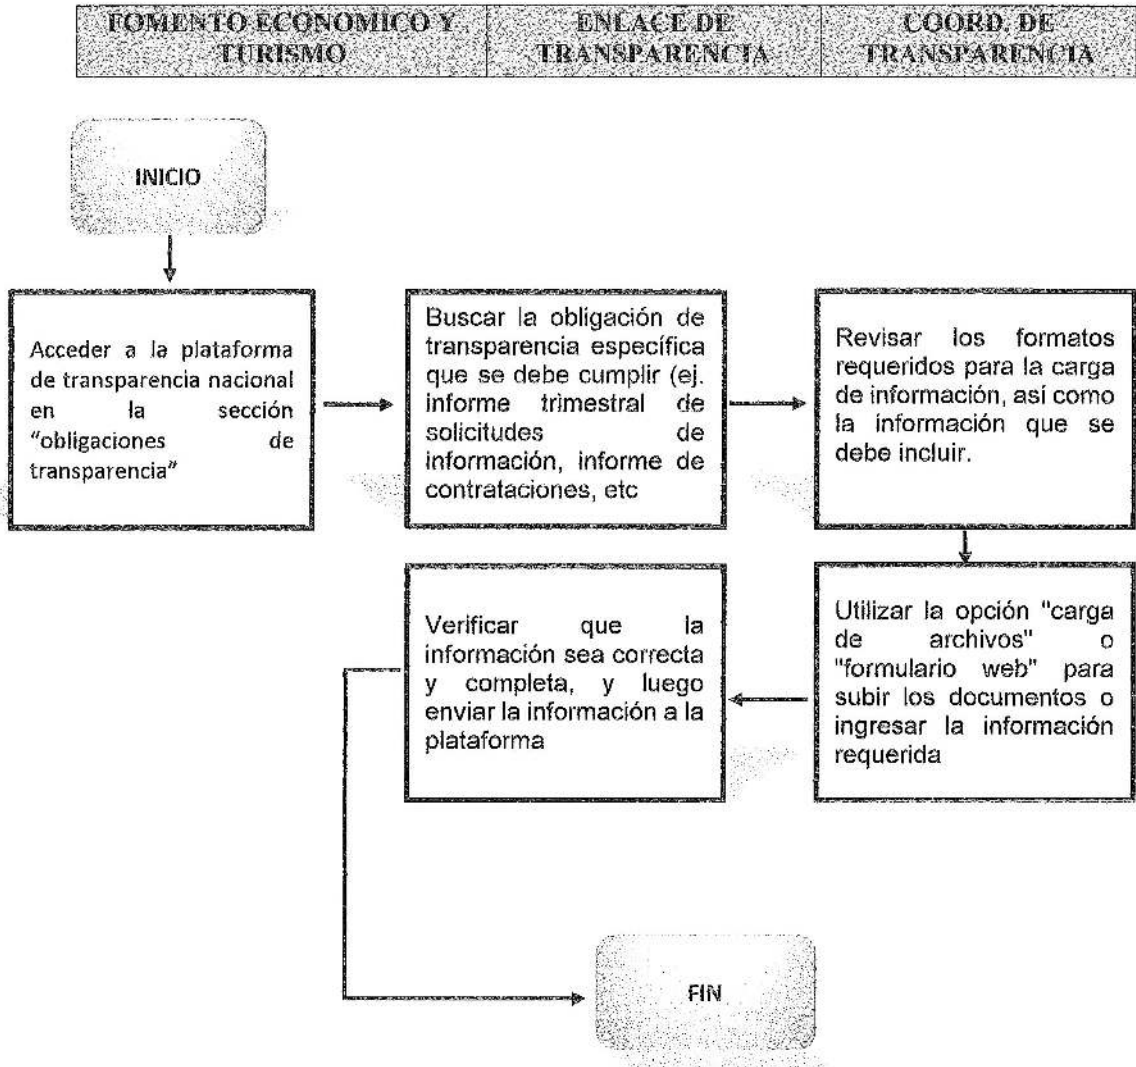 FOMENTO ECONOMICO Y
TURISMO
ENLACE DE
TRANSPARENCIA
COORD. DE
TRANSPARENCIA
INICIO
Acceder a la plataforma
de transparencia nacional
en la sección
"obligaciones de
transparencia"
Buscar la obligación de
transparencia específica
que se debe cumplir (ej.
informe trimestral de
solicitudes de
información, informe de
contrataciones, etc
Revisar los formatos
requeridos para la carga
de información, así como
la información que se
debe incluir.
Utilizar la opción "carga
de archivos" o
"formulario web" para
subir los documentos o
ingresar la información
requerida
Verificar que la
información sea correcta
y completa, y luego
enviar la información a la
plataforma
FIN